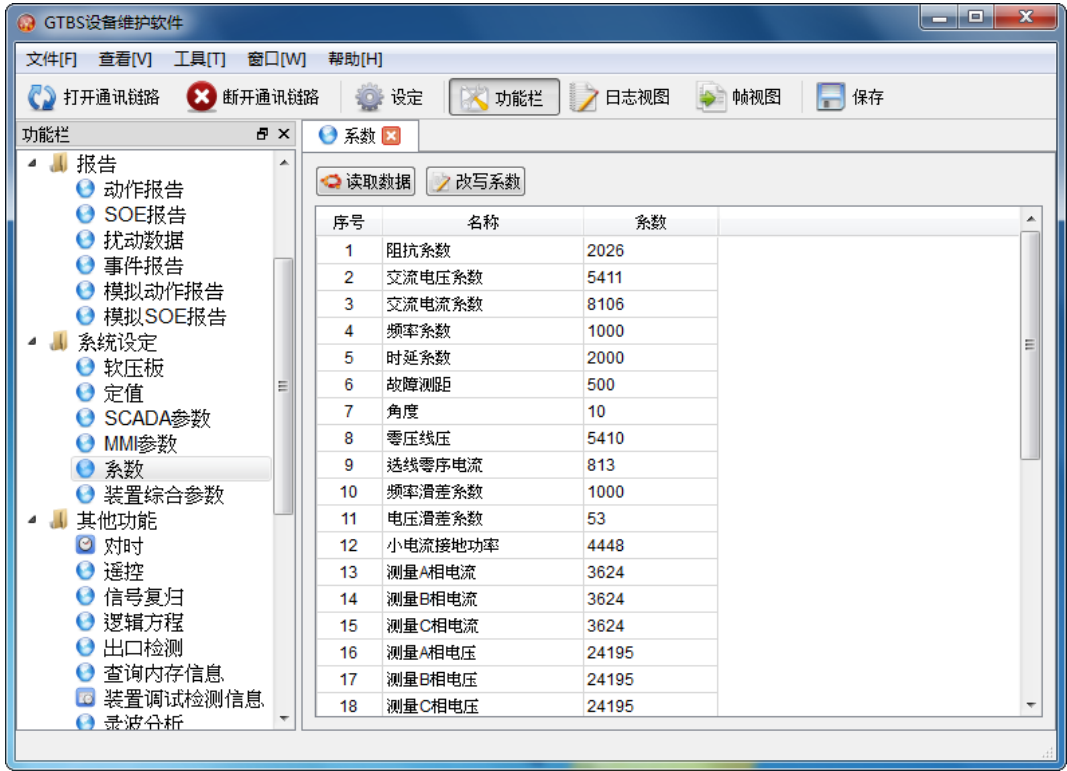 GTBS设备维护软件
文件[F] 查看[V] 工具[T] 窗口[W] 帮助[H]
打开通讯链路 断开通讯链路 设定 功能栏 日志视图 帧视图 保存
功能栏
报告
动作报告
SOE报告
扰动数据
事件报告
模拟动作报告
模拟SOE报告
系统设定
软压板
定值
SCADA参数
MMI参数
系数
装置综合参数
其他功能
对时
遥控
信号复归
逻辑方程
出口检测
查询内存信息
装置调试检测信息
录波分析
系数
读取数据 改写系数
序号 名称 系数
1 阻抗系数 2026
2 交流电压系数 5411
3 交流电流系数 8106
4 频率系数 1000
5 时延系数 2000
6 故障测距 500
7 角度 10
8 零压线压 5410
9 选线零序电流 813
10 频率滑差系数 1000
11 电压滑差系数 53
12 小电流接地功率 4448
13 测量A相电流 3624
14 测量B相电流 3624
15 测量C相电流 3624
16 测量A相电压 24195
17 测量B相电压 24195
18 测量C相电压 24195